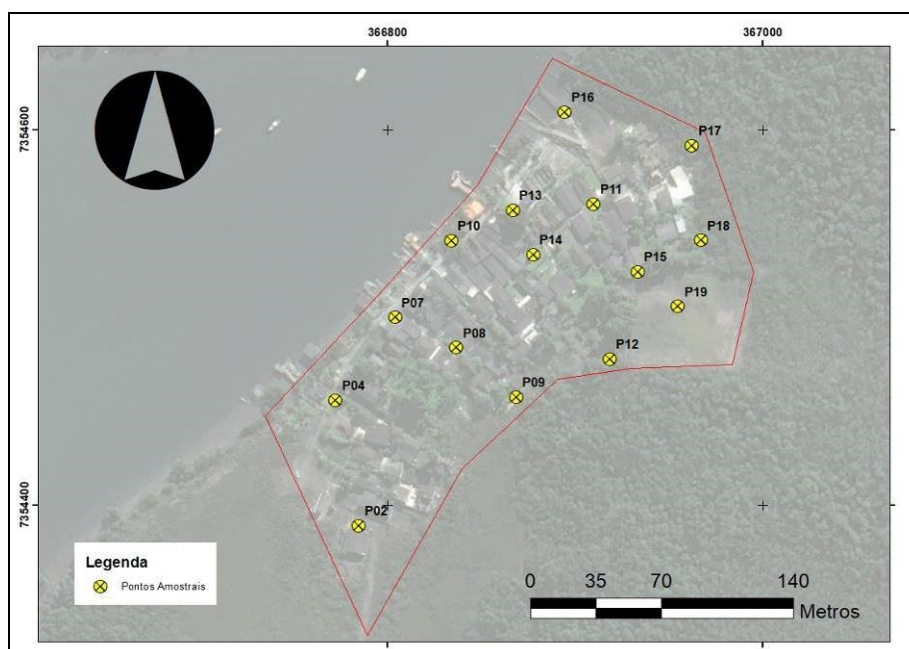 366800
367000
7354600
P16
P17
P11
P13
P10
P18
P14
P15
P19
P07
P08
P12
P04
P09
7354400
P02
Legenda
Pontos Amostrais
0 35 70 140
Metros